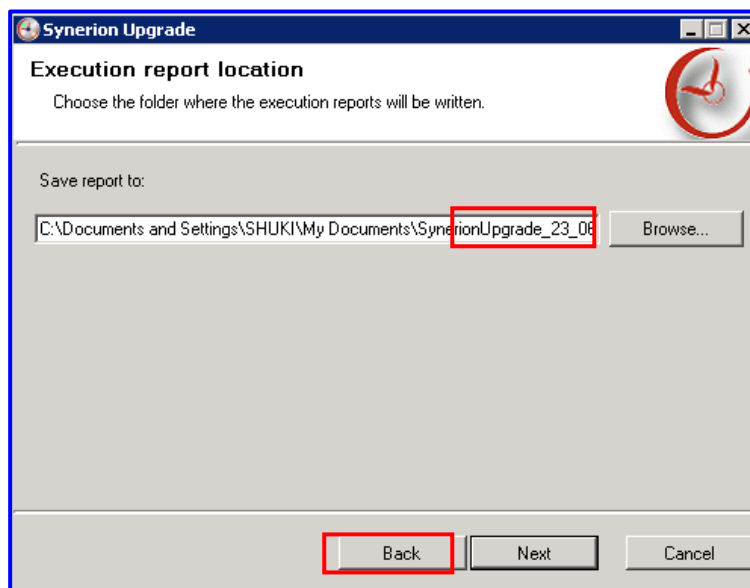 Synerion Upgrade
Execution report location
Choose the folder where the execution reports will be written.
Save report to:
C:\Documents and Settings\SHUKI\My Documents\SynerionUpgrade_23_06
Browse...
Back
Next
Cancel